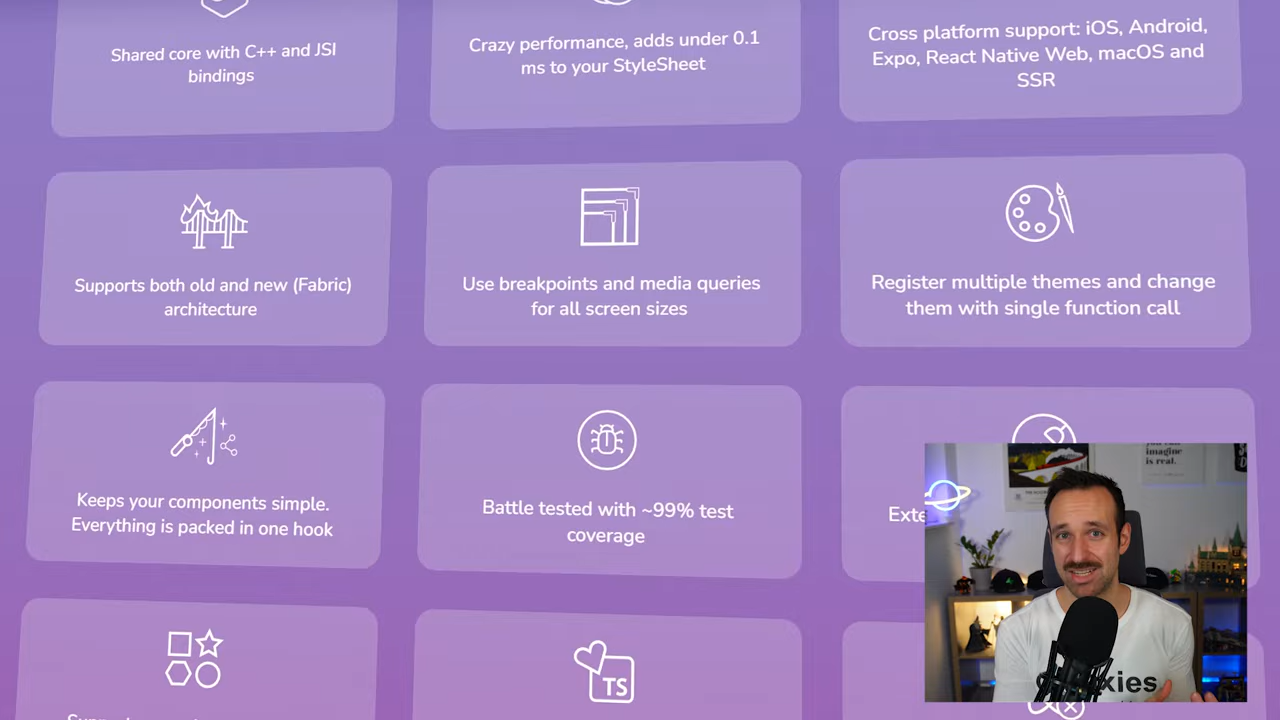 Shared core with C++ and JSI
bindings
Crazy performance, adds under 0.1
ms to your StyleSheet
Cross platform support: iOS, Android,
Expo, React Native Web, macOS and
SSR
Supports both old and new (Fabric)
architecture
Use breakpoints and media queries
for all screen sizes
Register multiple themes and change
them with single function call
Keeps your components simple.
Everything is packed in one hook
Battle tested with ~99% test
coverage
TS
imagine
is real.